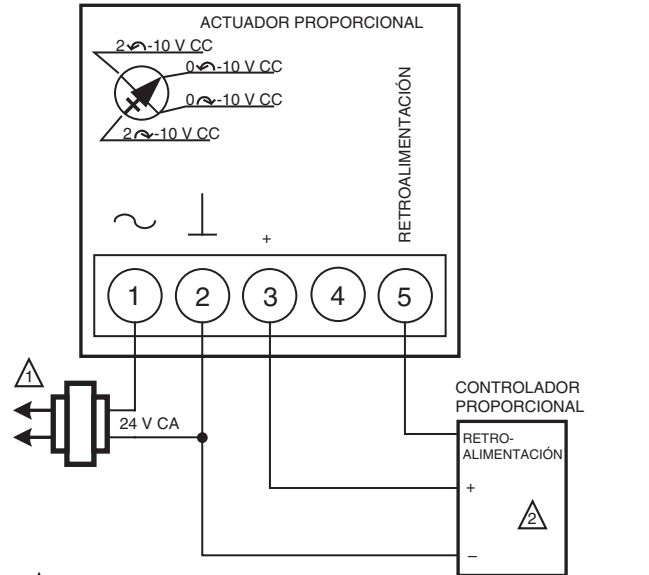 ACTUADOR PROPORCIONAL
2 ↶-10 V CC
0 ↶-10 V CC
0 ↷-10 V CC
2 ↷-10 V CC
RETROALIMENTACIÓN
+
1 2 3 4 5
1
24 V CA
CONTROLADOR
PROPORCIONAL
RETRO-
ALIMENTACIÓN
+
2
–